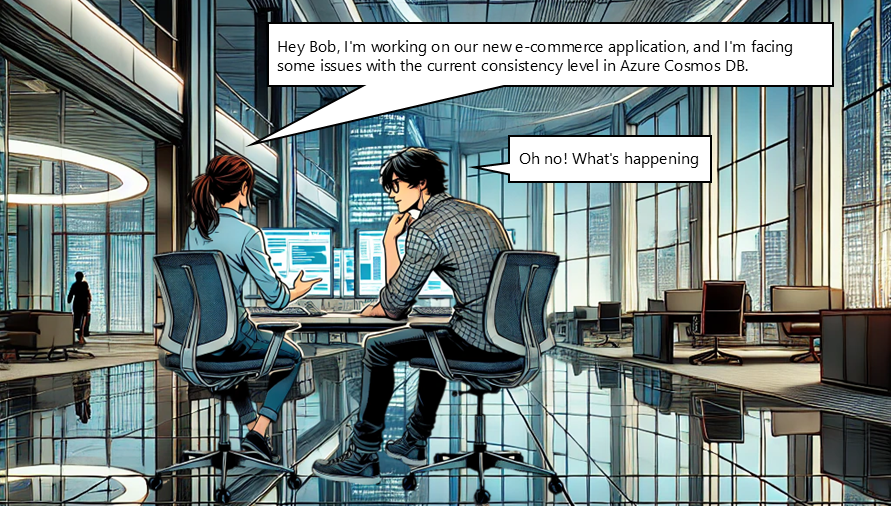 Hey Bob, I'm working on our new e-commerce application, and I'm facing
some issues with the current consistency level in Azure Cosmos DB.
Oh no! What's happening